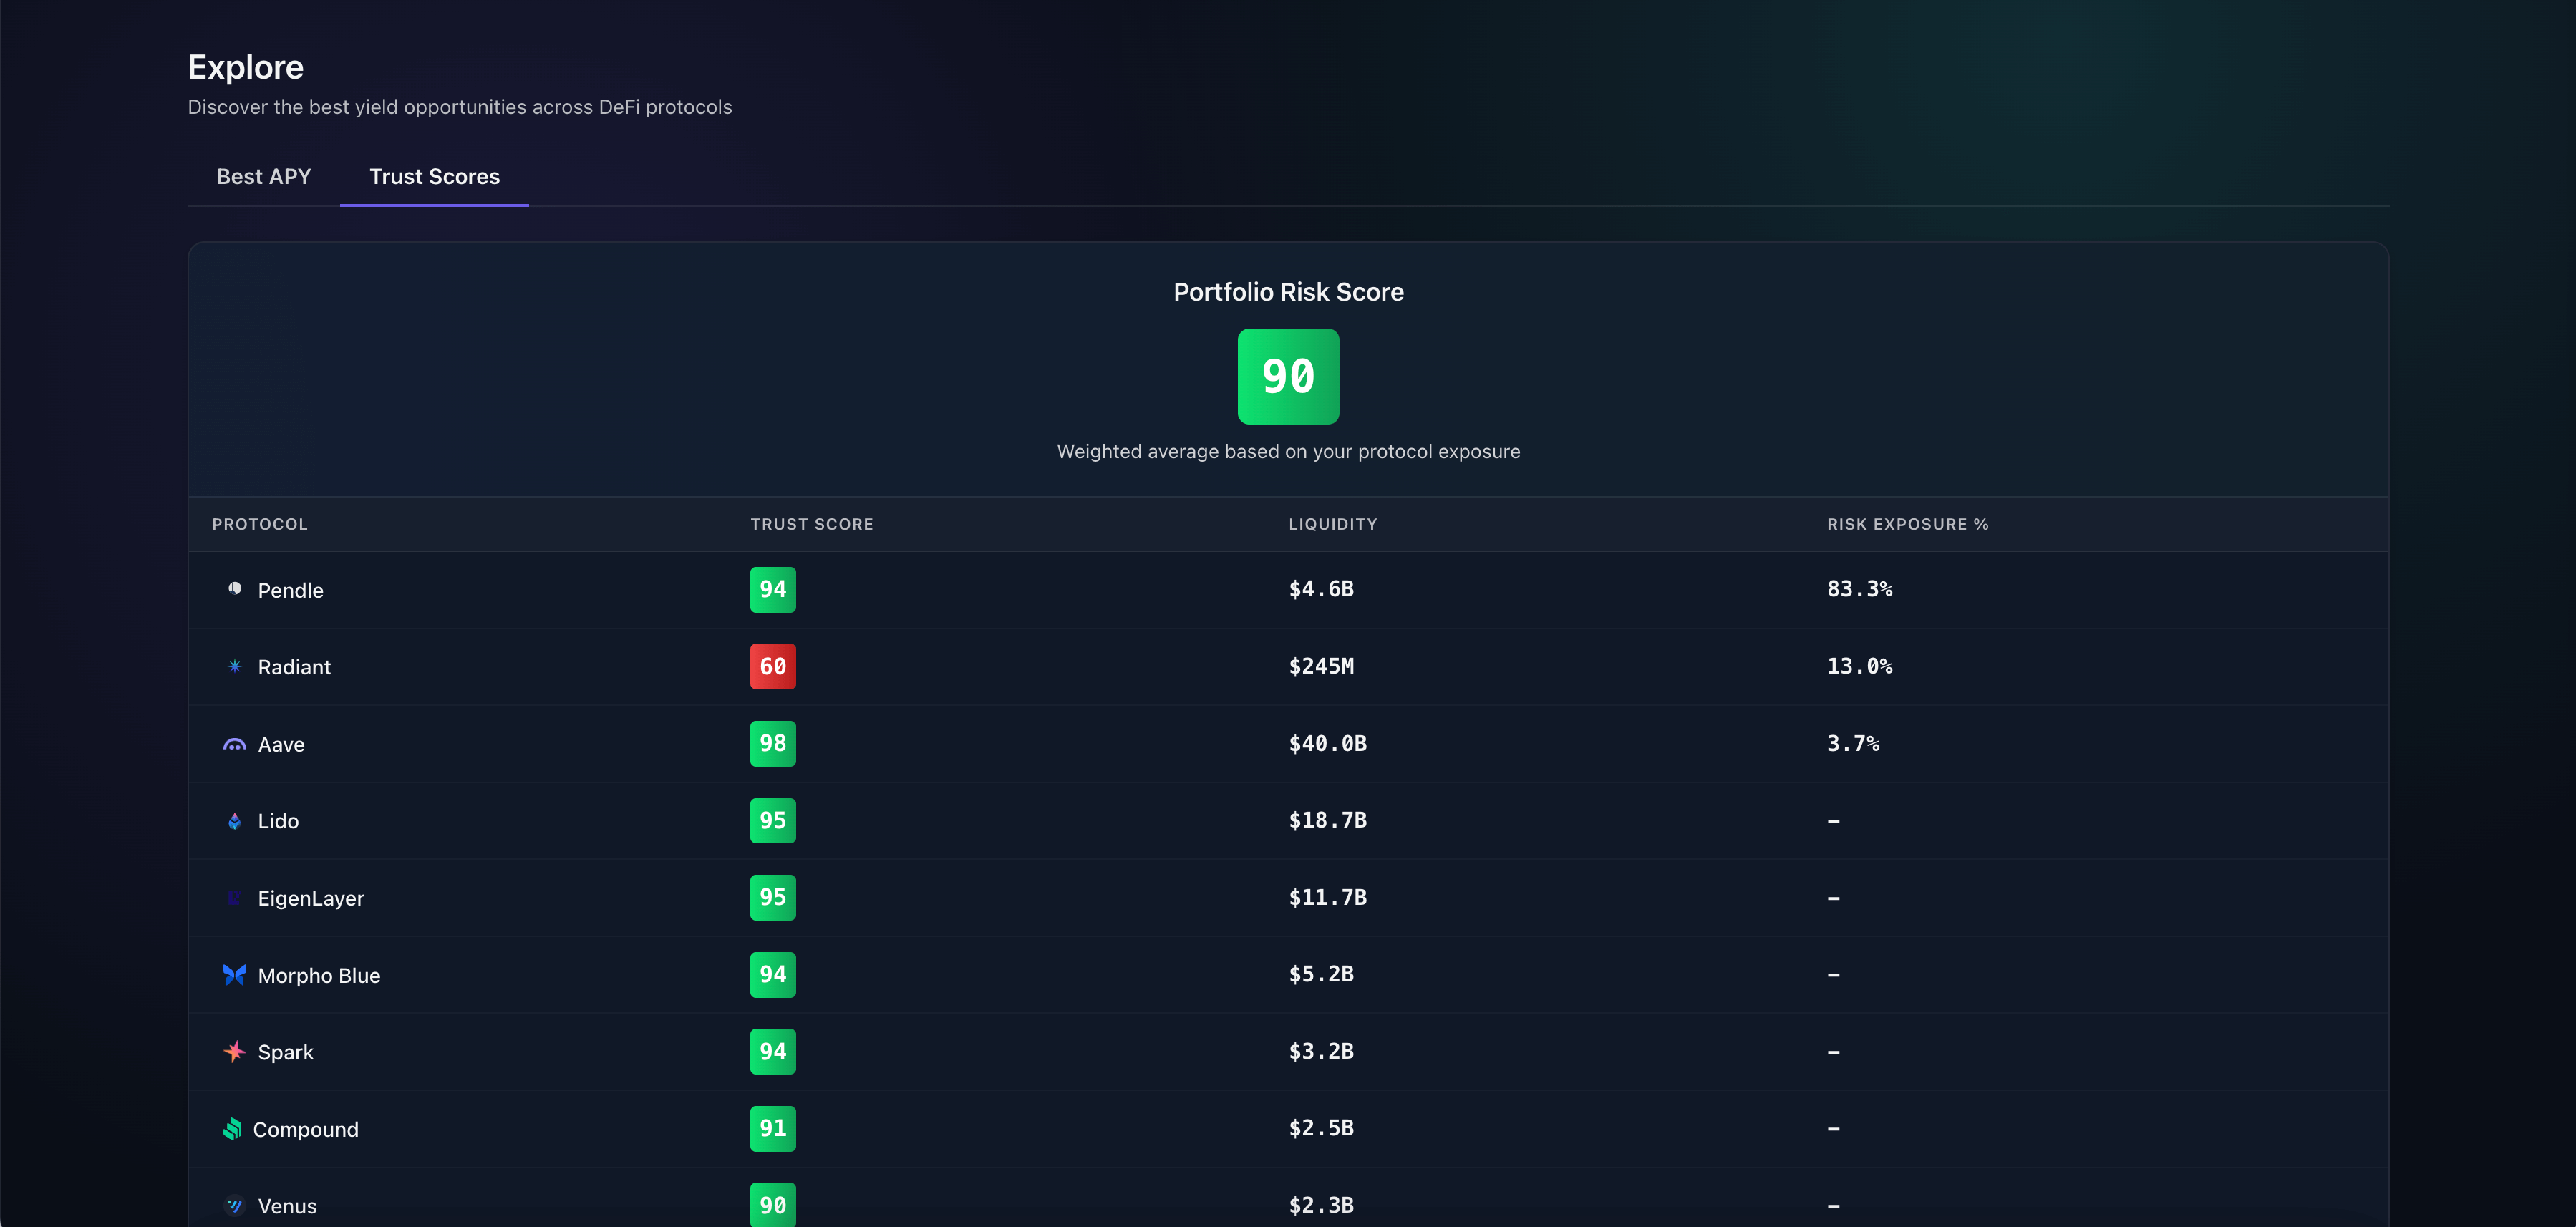 Explore
Discover the best yield opportunities across DeFi protocols
Best APY Trust Scores
Portfolio Risk Score
90
Weighted average based on your protocol exposure
PROTOCOL TRUST SCORE LIQUIDITY RISK EXPOSURE %
Pendle 94 $4.6B 83.3%
Radiant 60 $245M 13.0%
Aave 98 $40.0B 3.7%
Lido 95 $18.7B –
EigenLayer 95 $11.7B –
Morpho Blue 94 $5.2B –
Spark 94 $3.2B –
Compound 91 $2.5B –
Venus 90 $2.3B –